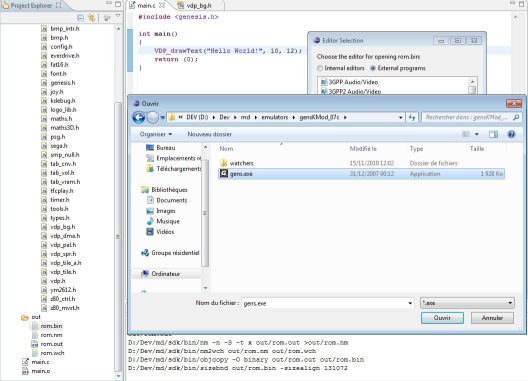 Project Explorer
bmp_intr.h
bmp.h
config.h
everdrive.h
fat16.h
font.h
genesis.h
joy.h
kdebug.h
logo_lib.h
maths.h
maths3D.h
psg.h
sega.h
smp_null.h
tab_cnv.h
tab_vol.h
tab_vram.h
tfcplay.h
timer.h
tools.h
types.h
vdp_bg.h
vdp_dma.h
vdp_pal.h
vdp_spr.h
vdp_tile_a.h
vdp_tile.h
vdp.h
ym2612.h
z80_ctrl.h
z80_mvst.h
out
rom.bin
rom.nm
rom.out
rom.wch
main.c
main.c
vdp_bg.h
#include <genesis.h>
int main()
{
VDP_drawText("Hello World!", 10, 12);
return (0);
}
Editor Selection
Choose the editor for opening rom.bin:
Internal editors
External programs
3GPP Audio/Video
3GPP2 Audio/Video
Ouvrir
DEV (D:)
Dev
md
emulators
gensKMod_07c
Rechercher dans : gensKMod_0...
Organiser
Nouveau dossier
Bureau
Emplacements ré
Téléchargements
Bibliothèques
Documents
Images
Musique
Vidéos
Groupe résidentiel
Ordinateur
Nom
Modifié le
Type
Taille
watchers
15/11/2010 12:02
Dossier de fichiers
gens.exe
31/12/2007 00:12
Application
1 928 Ko
Nom du fichier :
gens.exe
*.exe
Ouvrir
Annuler
D:/Dev/md/sdk/bin/nm -n -S -t x out/rom.out >out/rom.nm
D:/Dev/md/sdk/bin/nm2wch out/rom.nm out/rom.wch
D:/Dev/md/sdk/bin/objcopy -O binary out/rom.out out/rom.bin
D:/Dev/md/sdk/bin/sizebnd out/rom.bin -sizealign 131072